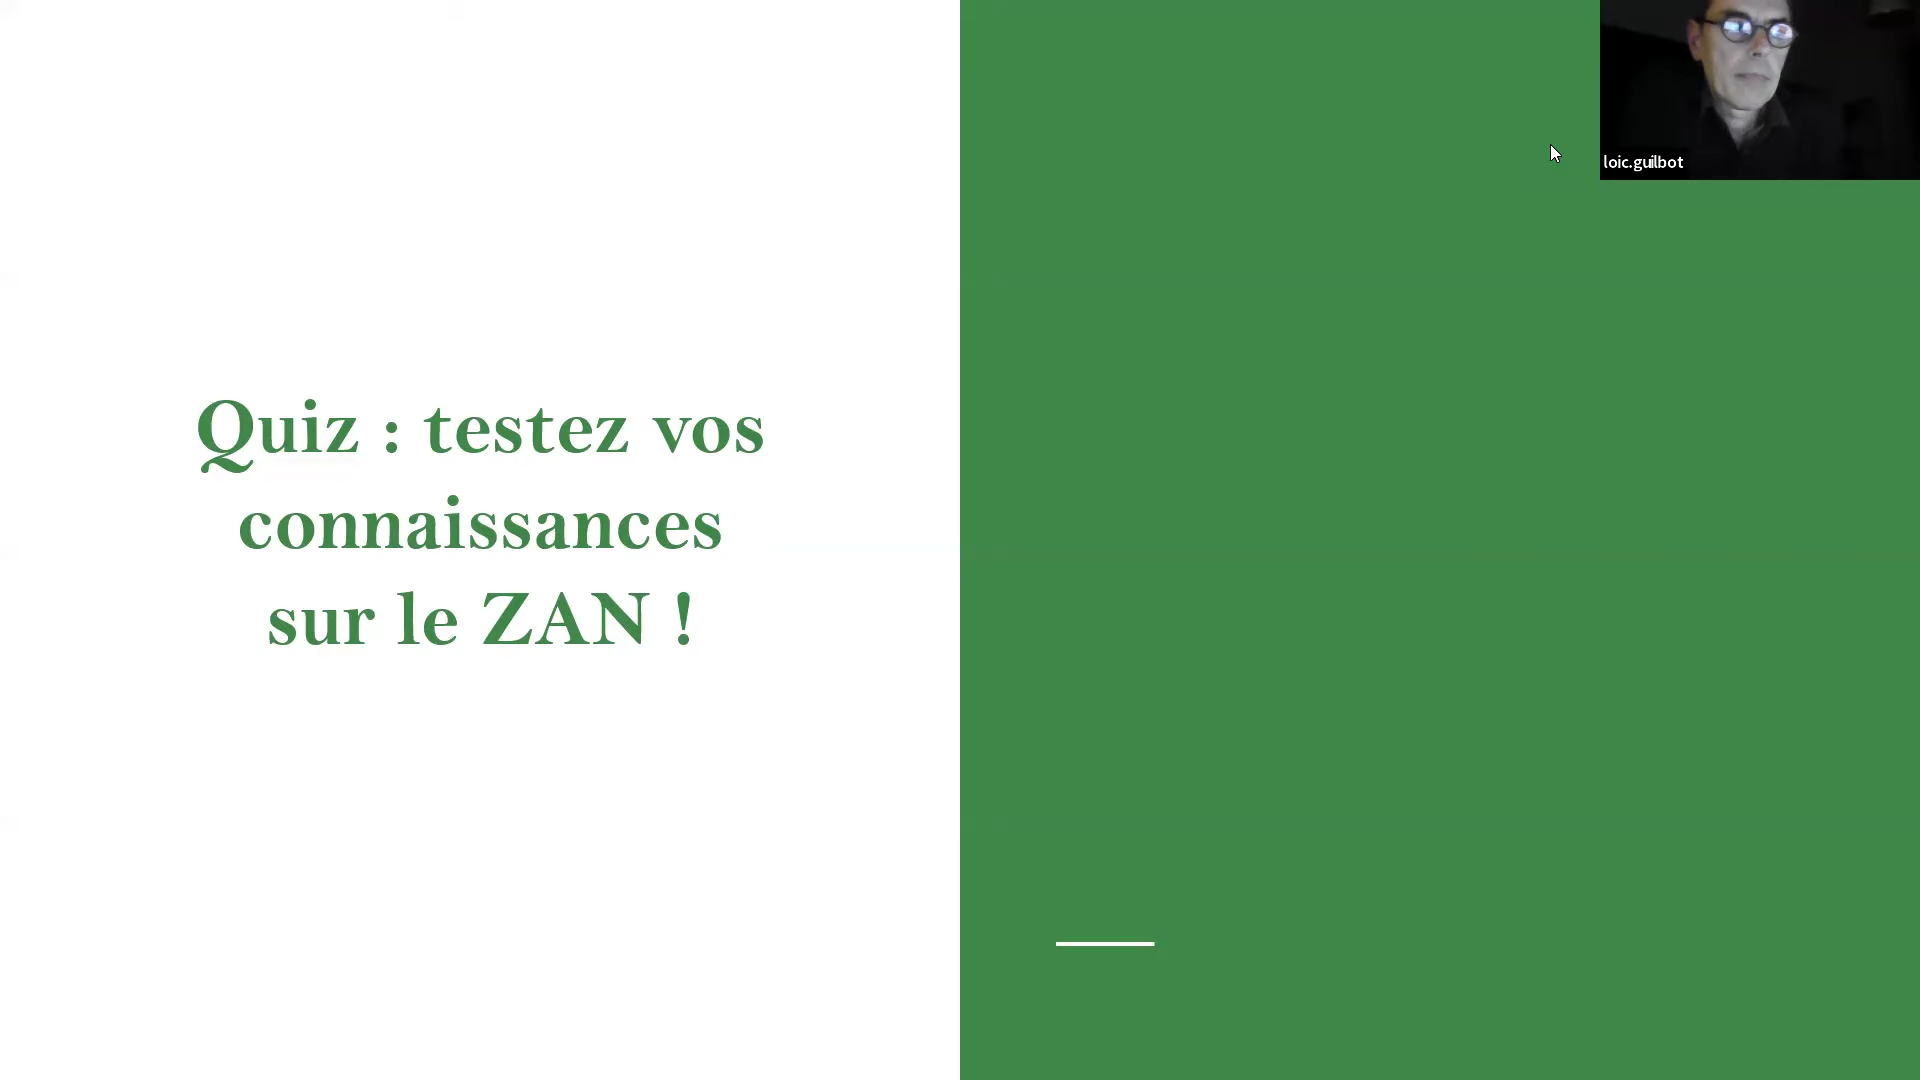 Quiz : testez vos
connaissances
sur le ZAN !
loic.guilbot